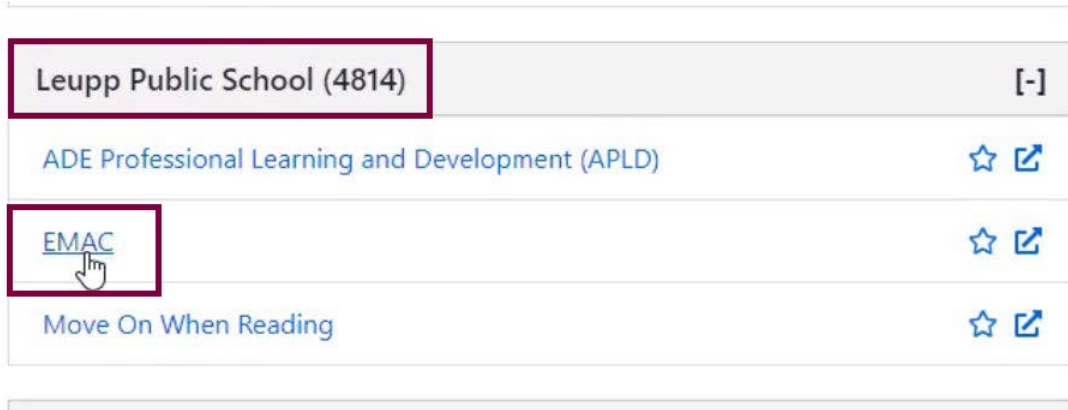 Leupp Public School (4814) [-]
ADE Professional Learning and Development (APLD)
EMAC
Move On When Reading